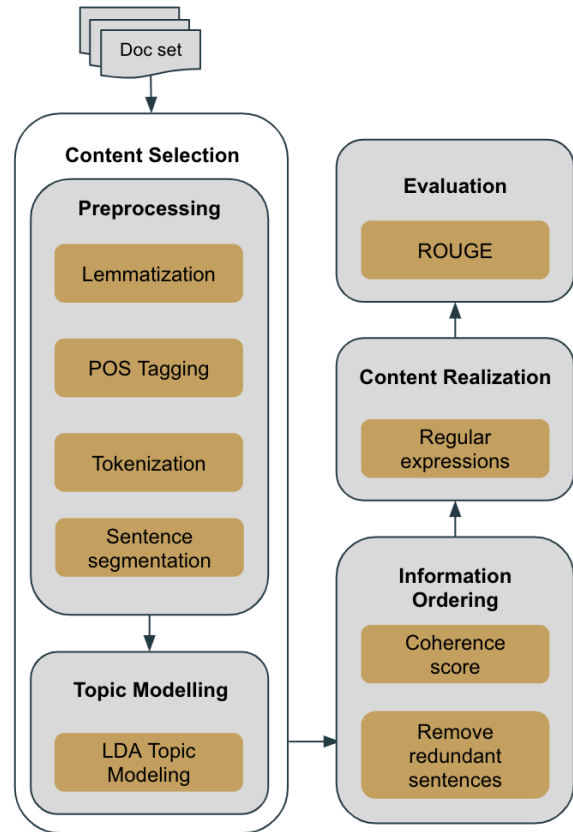 Doc set
Content Selection
Preprocessing
Lemmatization
POS Tagging
Tokenization
Sentence
segmentation
Topic Modelling
LDA Topic
Modeling
Evaluation
ROUGE
Content Realization
Regular
expressions
Information
Ordering
Coherence
score
Remove
redundant
sentences